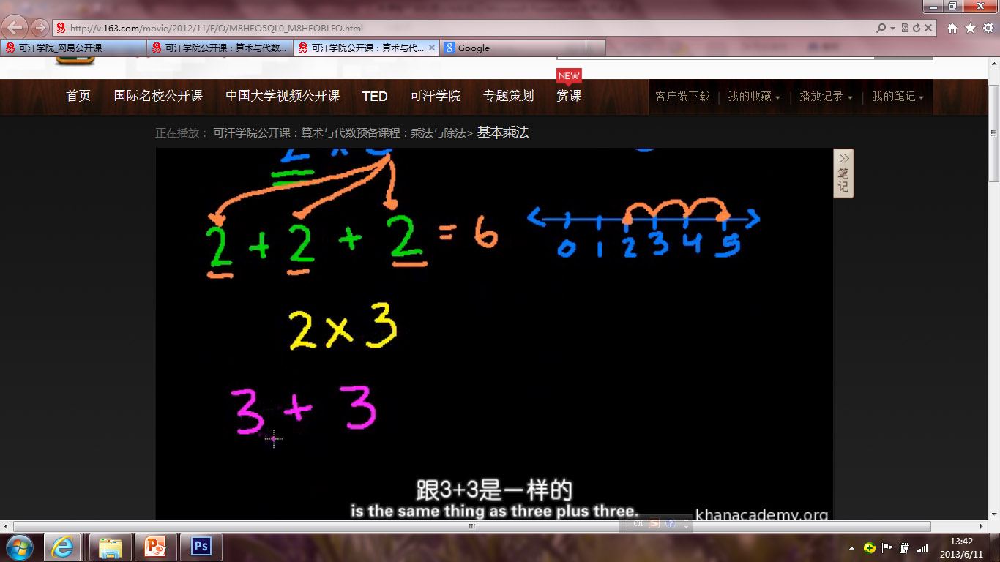 http://v.163.com/movie/2012/11/F/O/M8HEO5QL0_M8HEOBLFO.html
可汗学院_网易公开课
可汗学院公开课：算术与代数...
可汗学院公开课：算术与代...
Google
NEW
首页 国际名校公开课 中国大学视频公开课 TED 可汗学院 专题策划 赏课 客户端下载 我的收藏 播放记录 我的笔记
正在播放： 可汗学院公开课：算术与代数预备课程：乘法与除法> 基本乘法
笔记
2 + 2 + 2 = 6
0 1 2 3 4 5
2 x 3
3 + 3
跟3+3是一样的
is the same thing as three plus three.
khanacademy.org
CH
Ps
13:42
2013/6/11